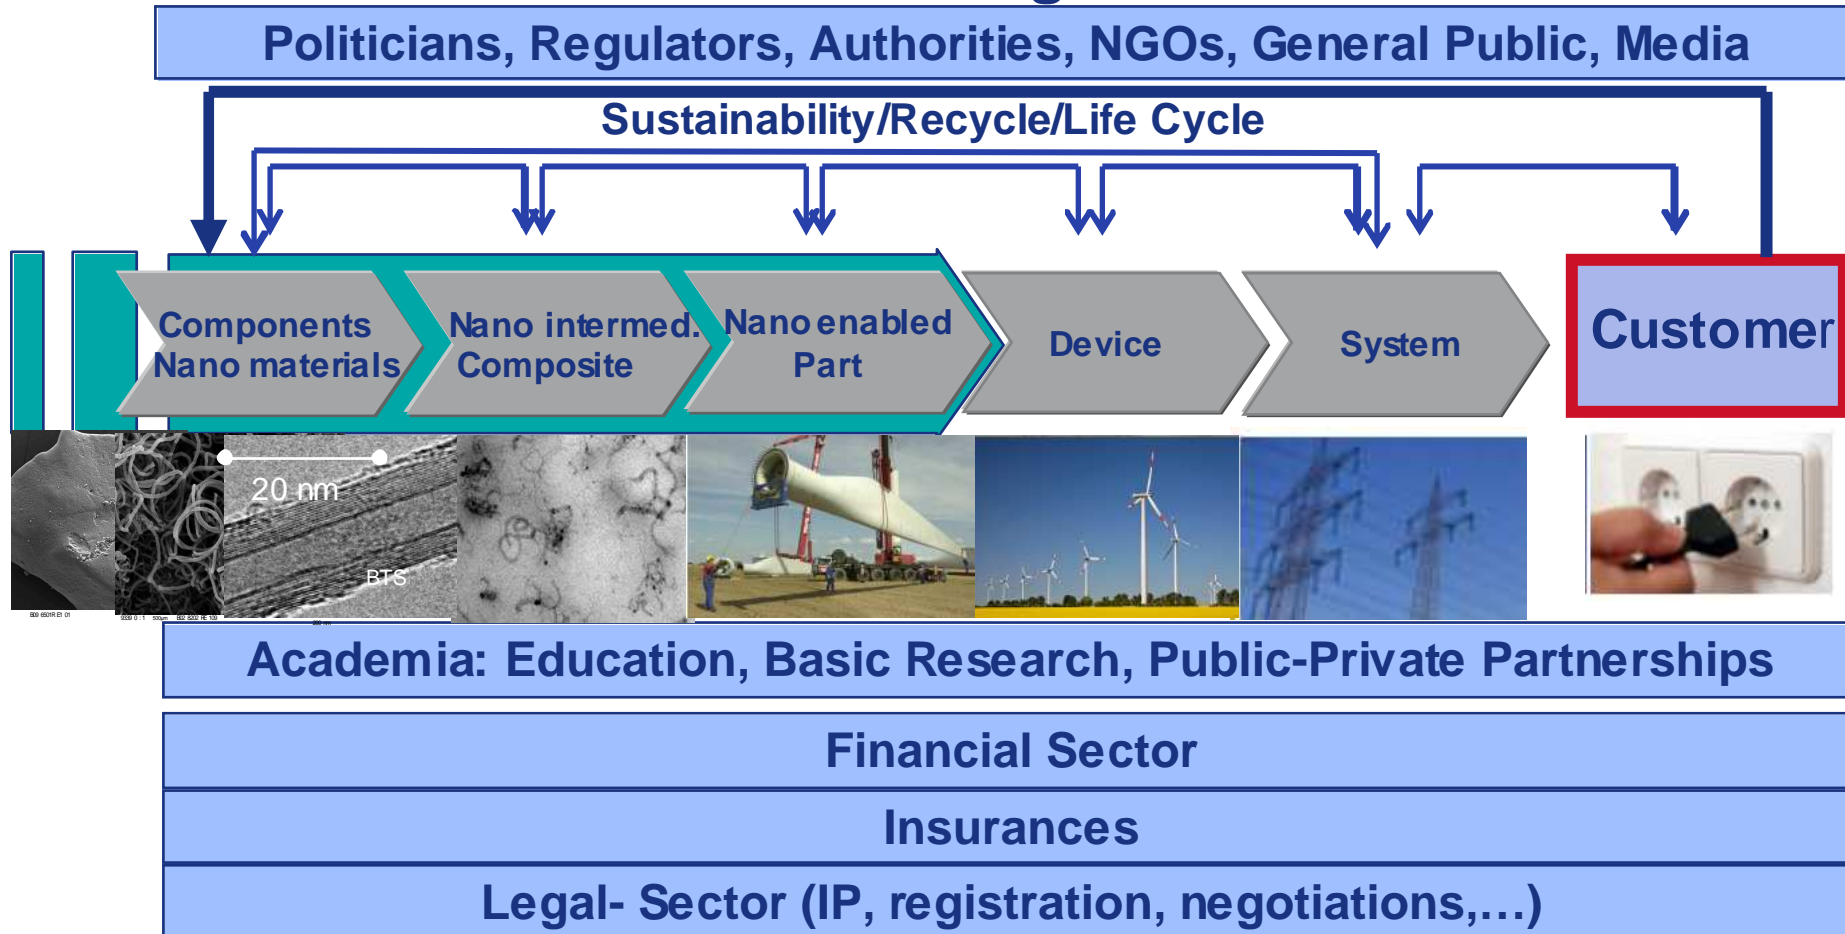 Politicians, Regulators, Authorities, NGOs, General Public, Media
Sustainability/Recycle/Life Cycle
Components
Nano materials
Nano intermed.
Composite
Nano enabled
Part
Device
System
Customer
20 nm
BTS
200 nm
Academia: Education, Basic Research, Public-Private Partnerships
Financial Sector
Insurances
Legal- Sector (IP, registration, negotiations,…)